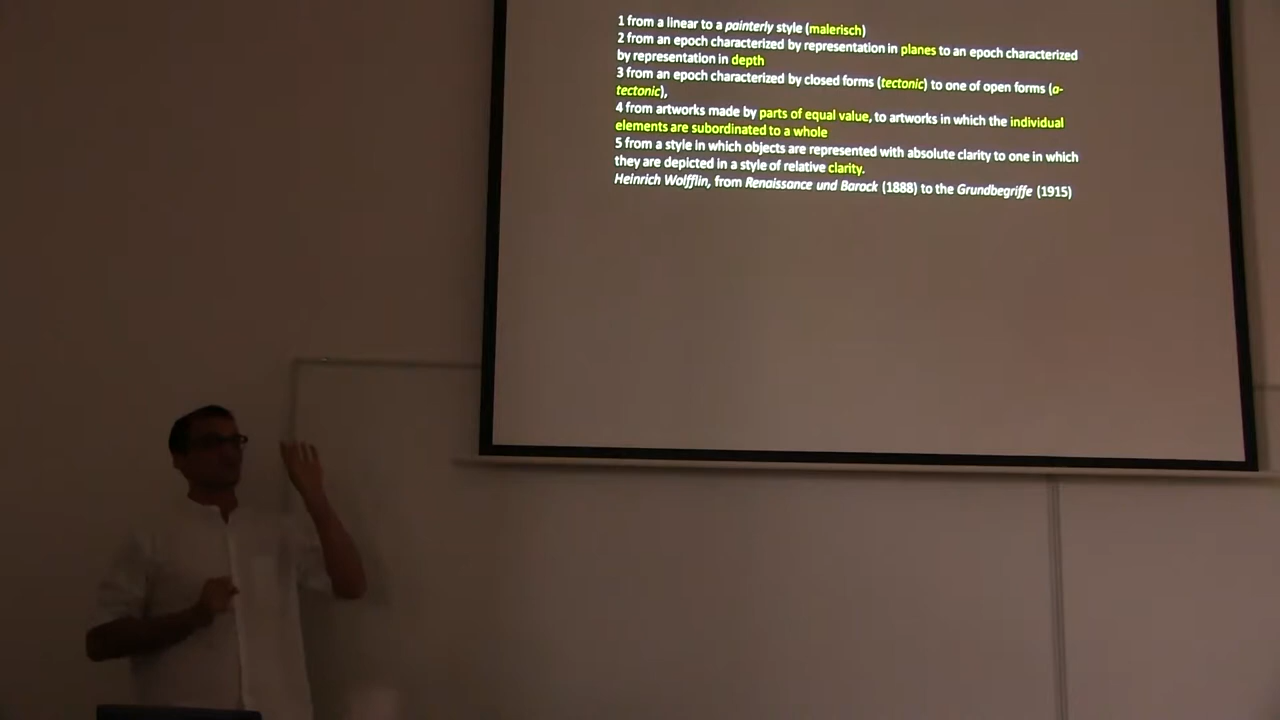 1 from a linear to a painterly style (malerisch)
2 from an epoch characterized by representation in planes to an epoch characterized
by representation in depth
3 from an epoch characterized by closed forms (tectonic) to one of open forms (a-
tectonic),
4 from artworks made by parts of equal value, to artworks in which the individual
elements are subordinated to a whole
5 from a style in which objects are represented with absolute clarity to one in which
they are depicted in a style of relative clarity.
Heinrich Wolfflin, from Renaissance und Barock (1888) to the Grundbegriffe (1915)